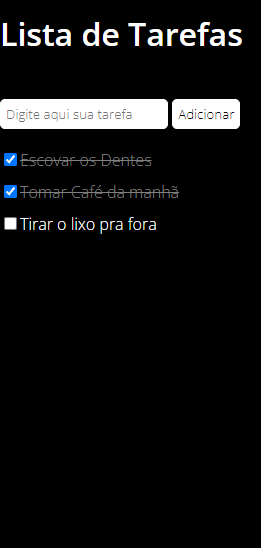 Lista de Tarefas
Digite aqui sua tarefa
Adicionar
Escovar os Dentes
Tomar Café da manhã
Tirar o lixo pra fora